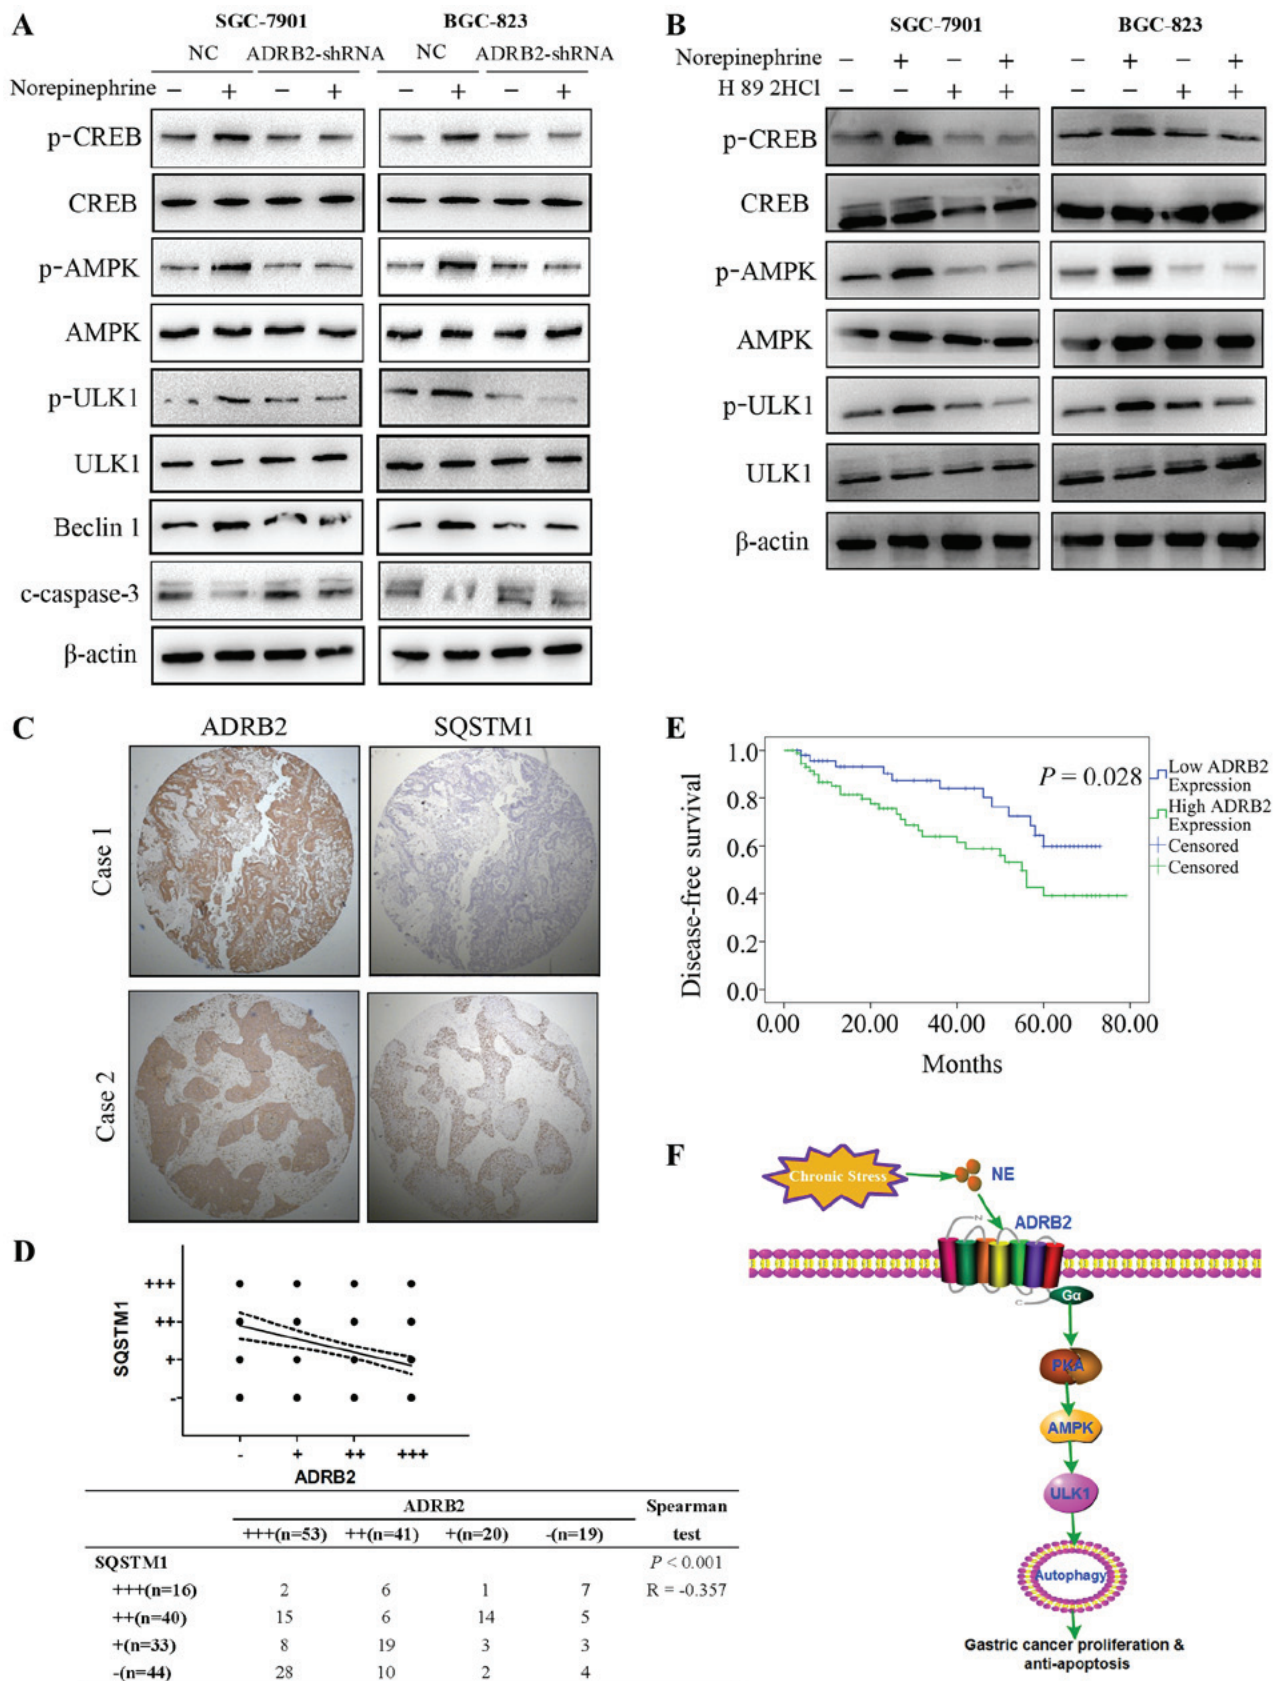 A
SGC-7901 BGC-823
NC ADRB2-shRNA NC ADRB2-shRNA
Norepinephrine − + − + − + − +
p-CREB
CREB
p-AMPK
AMPK
p-ULK1
ULK1
Beclin 1
c-caspase-3
β-actin
B
SGC-7901 BGC-823
Norepinephrine − + − + − + − +
H 89 2HCl − − + + − − + +
p-CREB
CREB
p-AMPK
AMPK
p-ULK1
ULK1
β-actin
C
ADRB2 SQSTM1
Case 1
Case 2
D
SQSTM1
+++
++
+
-
- + ++ +++
ADRB2
ADRB2 Spearman
+++(n=53) ++(n=41) +(n=20) -(n=19) test
SQSTM1 P < 0.001
+++(n=16) 2 6 1 7 R = -0.357
++(n=40) 15 6 14 5
+(n=33) 8 19 3 3
-(n=44) 28 10 2 4
E
Disease-free survival
1.0
0.8
0.6
0.4
0.2
0.0
0.00 20.00 40.00 60.00 80.00
Months
P = 0.028
Low ADRB2
Expression
High ADRB2
Expression
Censored
Censored
F
Chronic Stress
NE
ADRB2
N
C
Gα
PKA
AMPK
ULK1
Autophagy
Gastric cancer proliferation &
anti-apoptosis